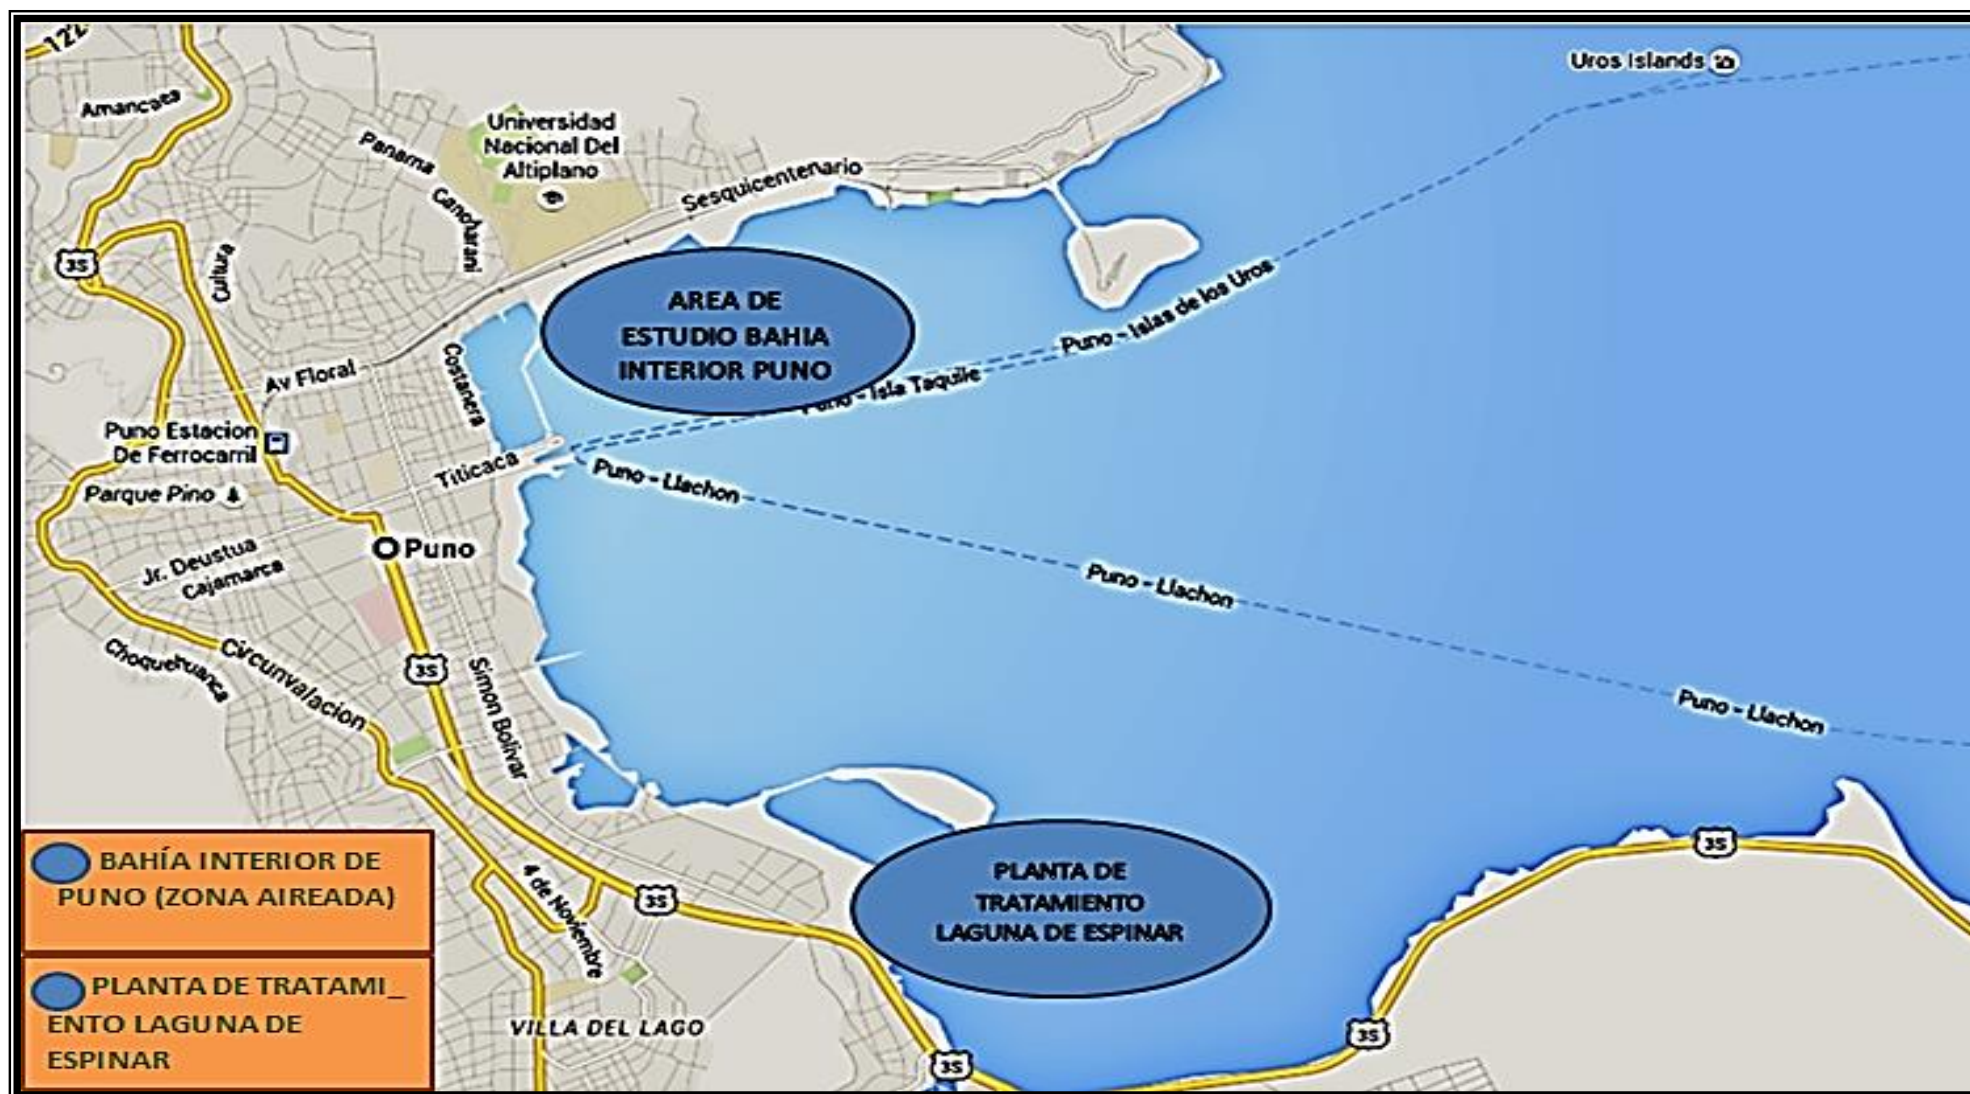 122
Uros Islands
Amancaes
Universidad
Nacional Del
Altiplano
Panama
Cancharani
Sesquicentenario
35
Cultura
AREA DE
ESTUDIO BAHIA
INTERIOR PUNO
Puno - Islas de los Uros
Puno - Isla Taquile
Costanera
Av Floral
Puno Estacion
De Ferrocarril
Titicaca
Puno - Llachon
Parque Pino
Puno
Jr. Deustua
Cajamarca
Puno - Llachon
Choquehuanca
Circunvalacion
35
Simon Bolivar
Puno - Llachon
35
BAHÍA INTERIOR DE
PUNO (ZONA AIREADA)
4 de Noviembre
35
PLANTA DE
TRATAMIENTO
LAGUNA DE ESPINAR
PLANTA DE TRATAMI_
ENTO LAGUNA DE
ESPINAR
VILLA DEL LAGO
35
35